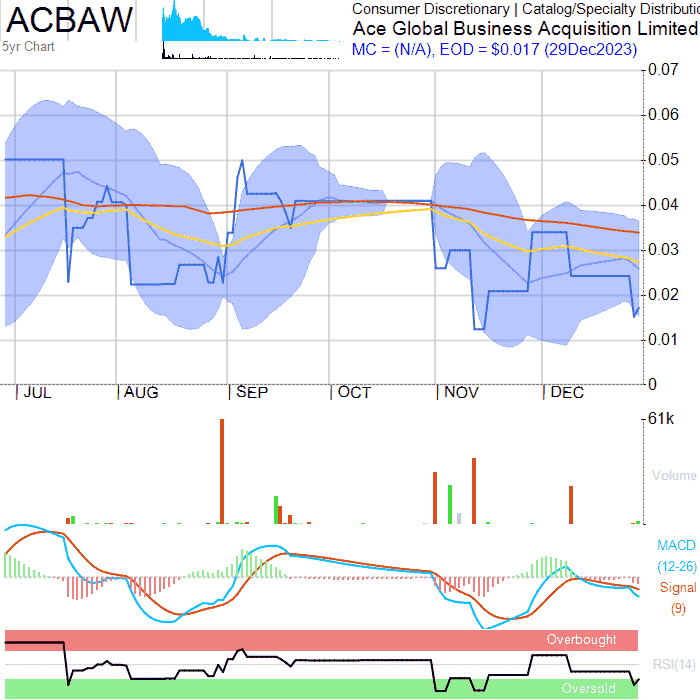 ACBAW
5yr Chart
Consumer Discretionary | Catalog/Specialty Distributio
Ace Global Business Acquisition Limited
MC = (N/A), EOD = $0.017 (29Dec2023)
0.07
0.06
0.05
0.04
0.03
0.02
0.01
0
JUL AUG SEP OCT NOV DEC
61k
Volume
MACD
(12-26)
Signal
(9)
Overbought
RSI(14)
Oversold